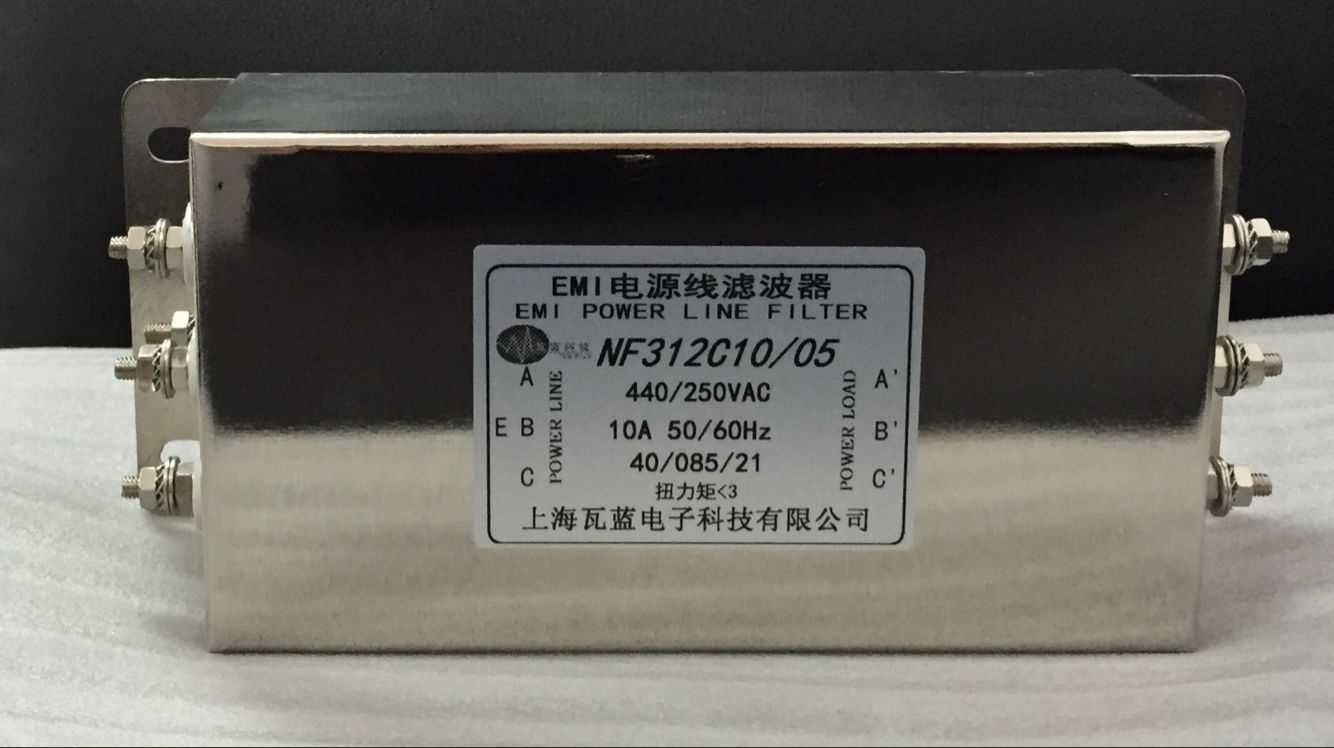 EMI电源线滤波器
EMI POWER LINE FILTER
NF312C10/05
440/250VAC
10A 50/60Hz
40/085/21
扭力矩<3
上海瓦蓝电子科技有限公司
A
E B
C
POWER LINE
POWER LOAD
A'
B'
C'